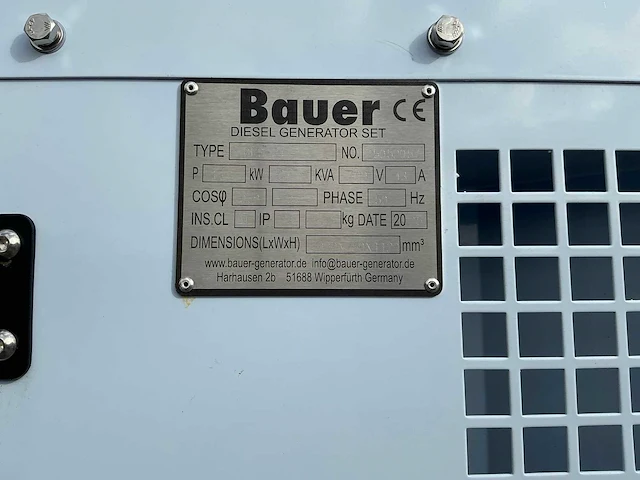 Bauer CE
DIESEL GENERATOR SET
TYPE NO.
P kW KVA V A
COSφ PHASE Hz
INS.CL IP kg DATE 20
DIMENSIONS(LxWxH) mm³
www.bauer-generator.de info@bauer-generator.de
Harhausen 2b 51688 Wipperfürth Germany